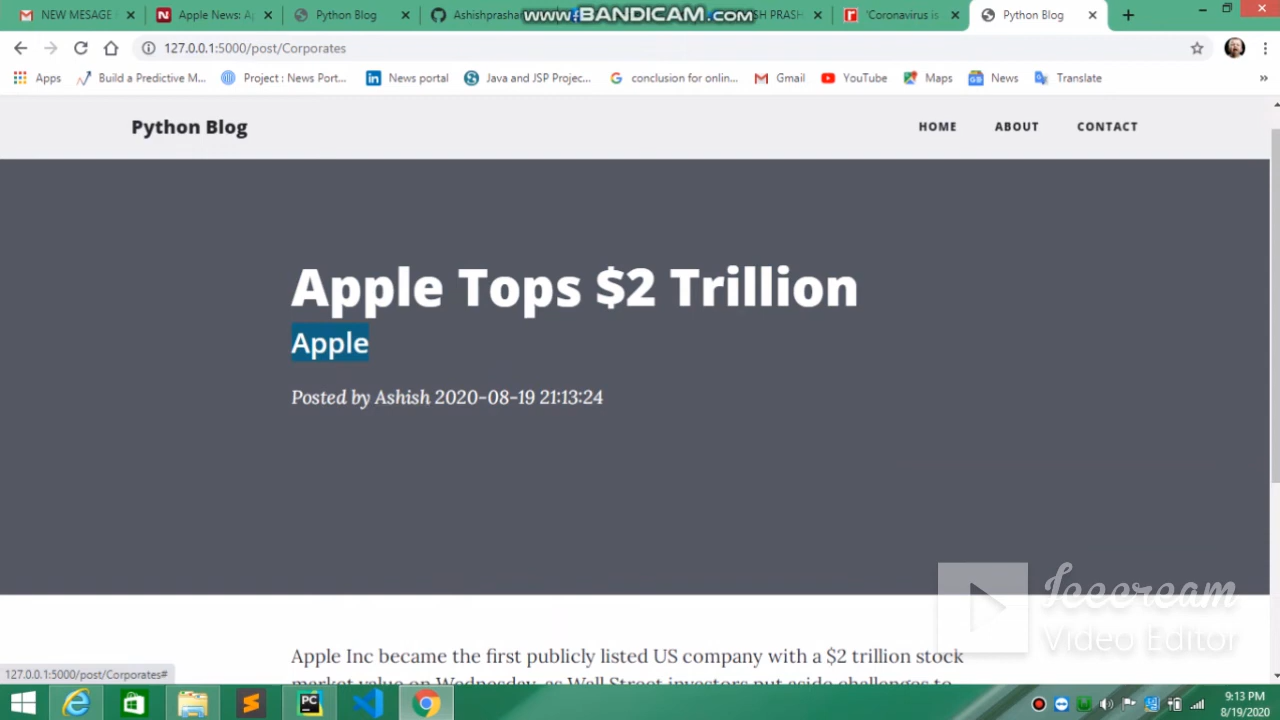 NEW MESAGE
Apple News: Ap
Python Blog
Ashishprashar
www.BANDICAM.com
SH PRASH
'Coronavirus is
Python Blog
127.0.0.1:5000/post/Corporates
Apps
Build a Predictive M...
Project : News Port...
News portal
Java and JSP Projec...
conclusion for onlin...
Gmail
YouTube
Maps
News
Translate
»
Python Blog
HOME
ABOUT
CONTACT
Apple Tops $2 Trillion
Apple
Posted by Ashish 2020-08-19 21:13:24
Icecream
Video Editor
Apple Inc became the first publicly listed US company with a $2 trillion stock
market value on Wednesday, as Wall Street investors put aside challenges to
127.0.0.1:5000/post/Corporates#
PC
9:13 PM
8/19/2020